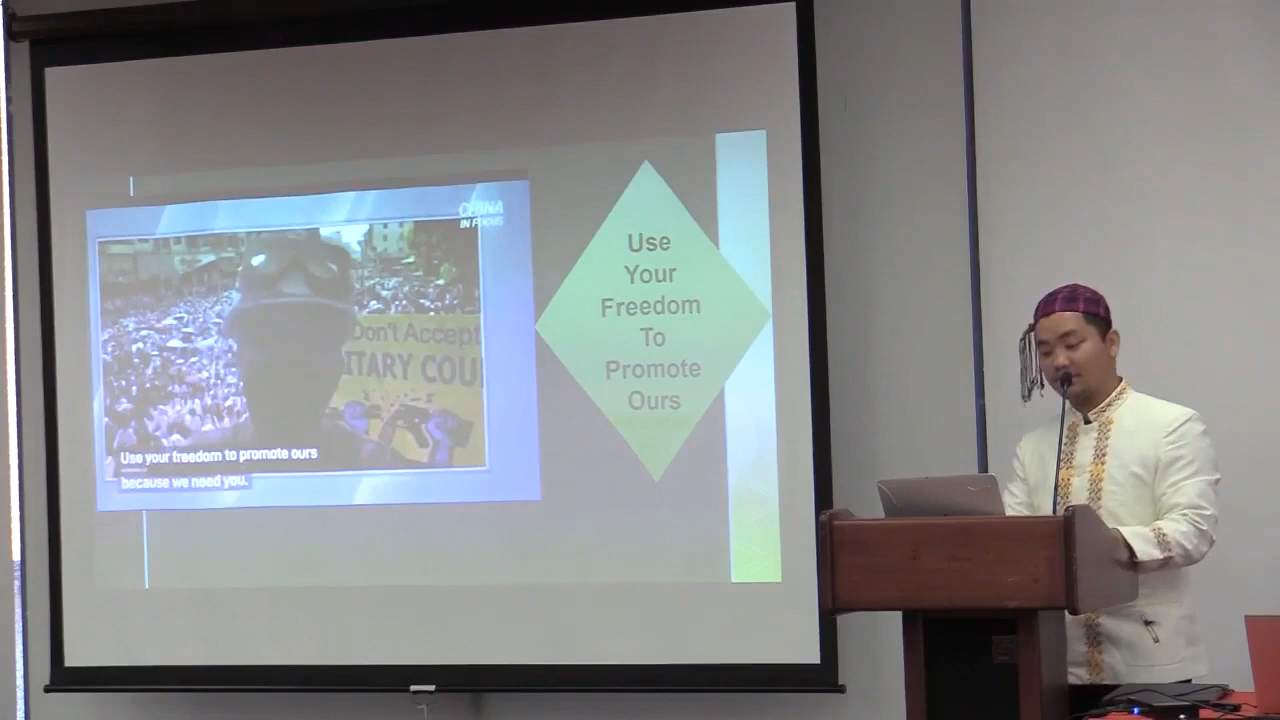 CHINA
IN FOCUS
Don't Accept
ITARY COU
Use your freedom to promote ours
because we need you.
Use
Your
Freedom
To
Promote
Ours